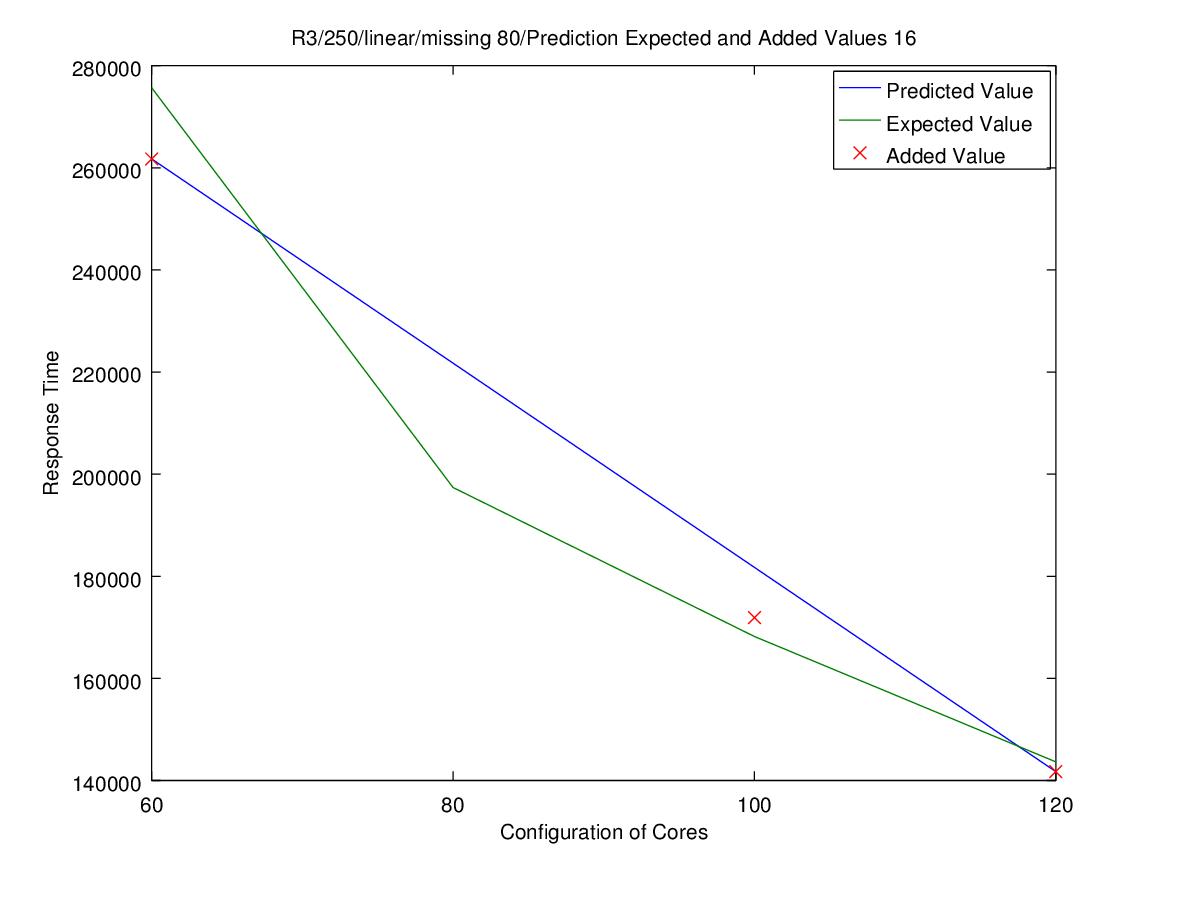 R3/250/linear/missing 80/Prediction Expected and Added Values 16
280000
260000
240000
220000
200000
180000
160000
140000
Response Time
Predicted Value
Expected Value
Added Value
60 80 100 120
Configuration of Cores